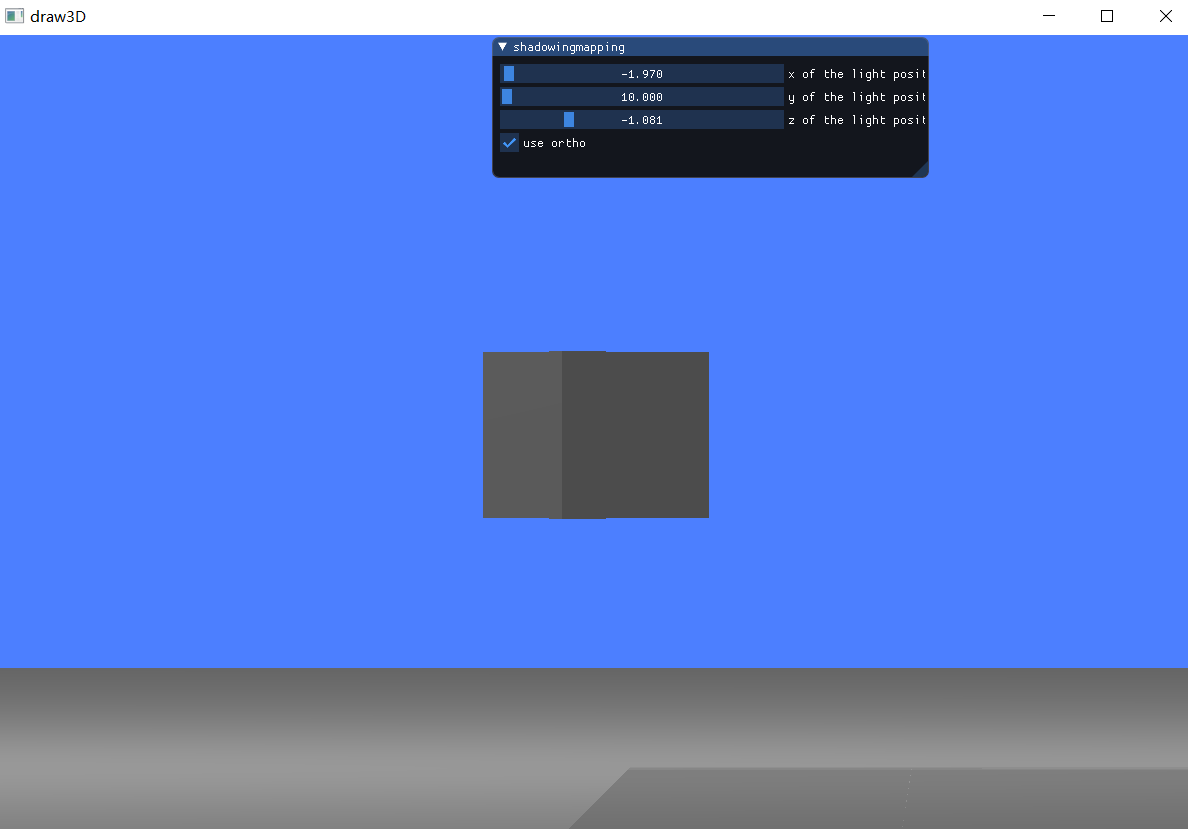 draw3D
shadowingmapping
-1.970 x of the light posit
10.000 y of the light posit
-1.081 z of the light posit
use ortho